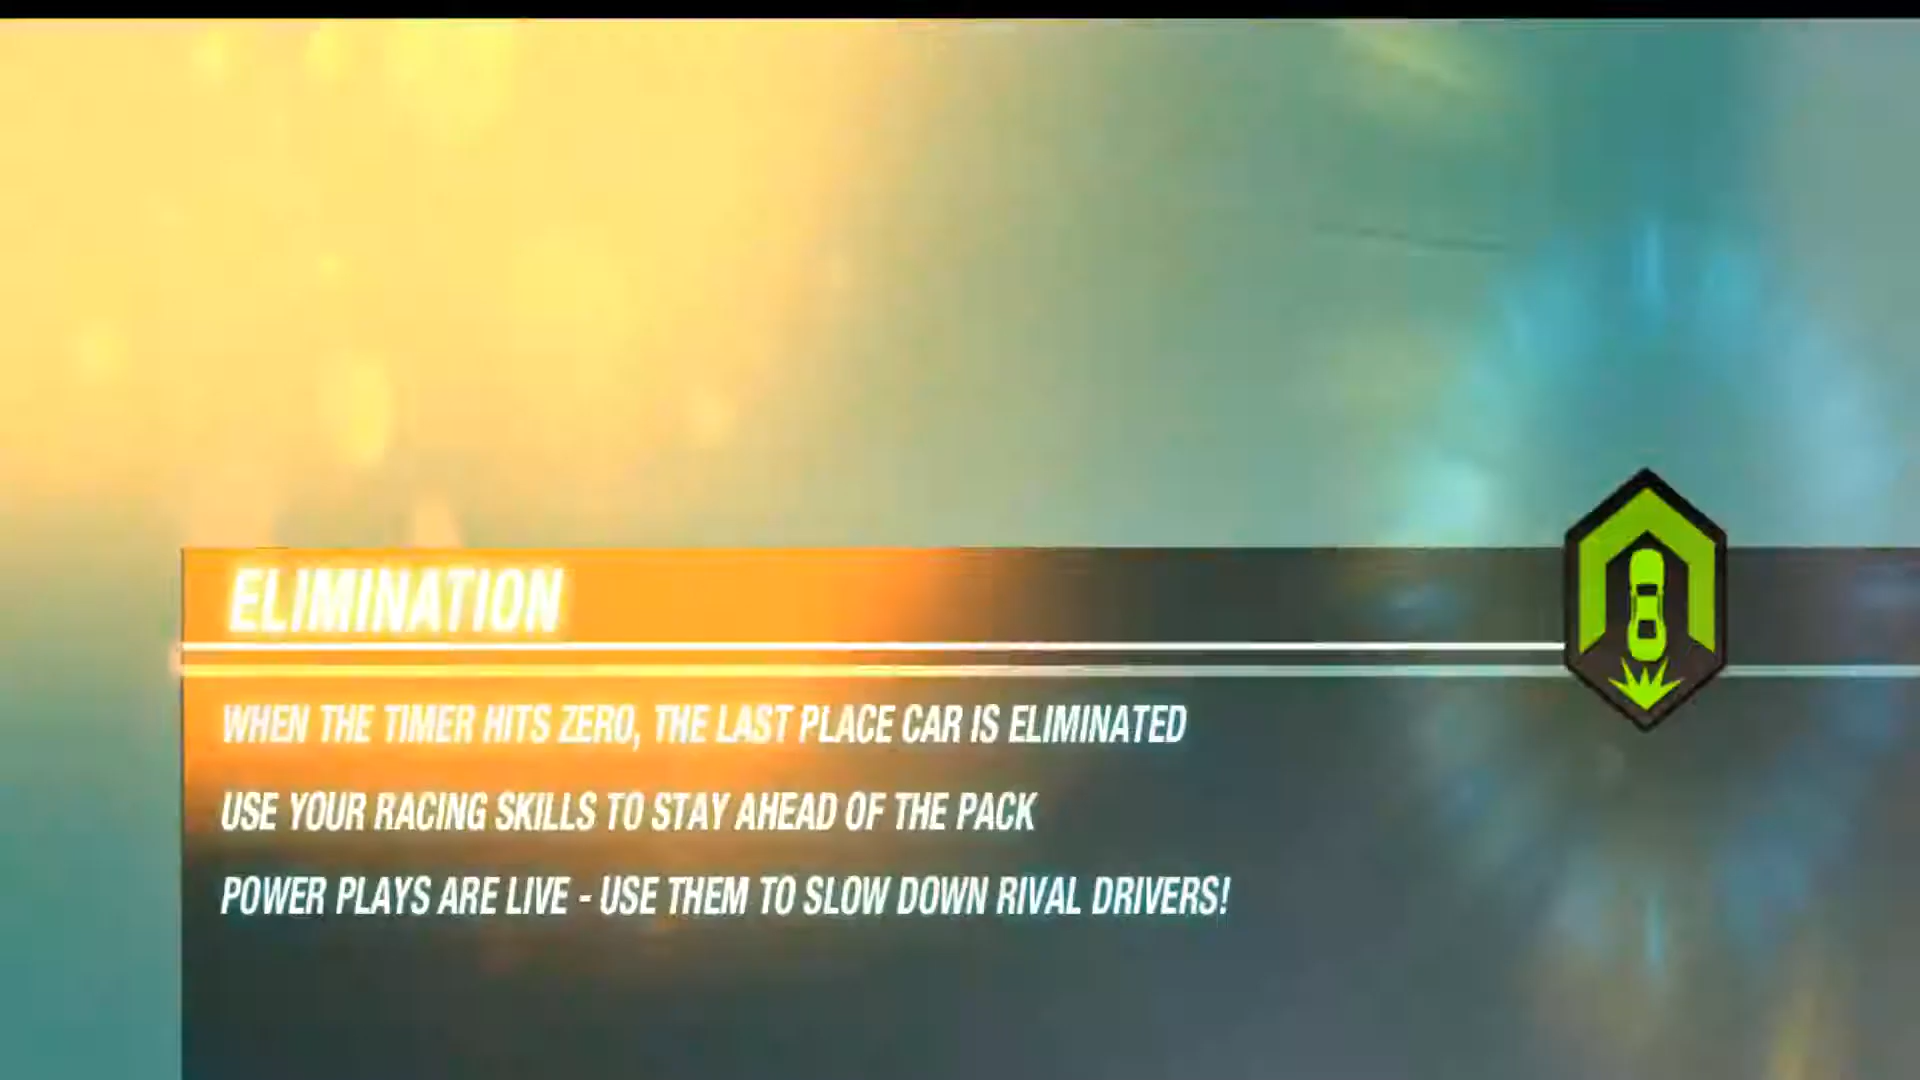 ELIMINATION
WHEN THE TIMER HITS ZERO, THE LAST PLACE CAR IS ELIMINATED
USE YOUR RACING SKILLS TO STAY AHEAD OF THE PACK
POWER PLAYS ARE LIVE - USE THEM TO SLOW DOWN RIVAL DRIVERS!